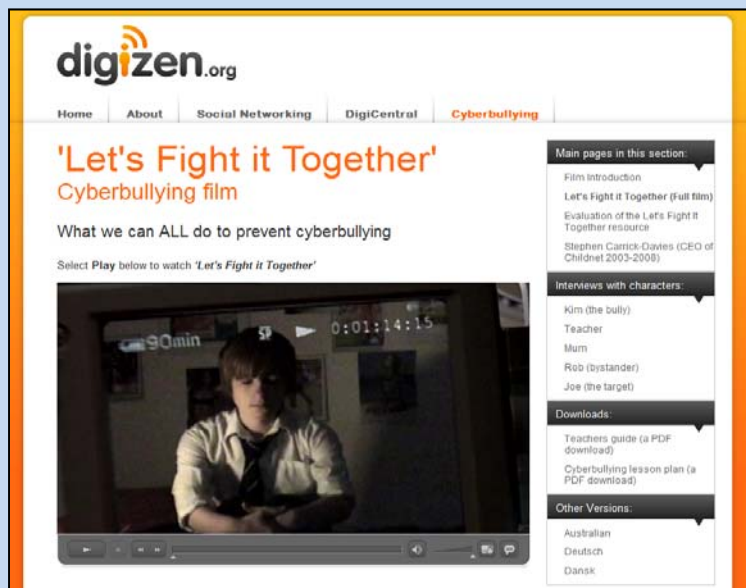 digizen.org
Home About Social Networking DigiCentral Cyberbullying
'Let's Fight it Together'
Cyberbullying film
What we can ALL do to prevent cyberbullying
Select Play below to watch 'Let's Fight it Together'
90min SP 0:01:14:15
Main pages in this section:
Film Introduction
Let's Fight it Together (Full film)
Evaluation of the Let's Fight It
Together resource
Stephen Carrick-Davies (CEO of
Childnet 2003-2008)
Interviews with characters:
Kim (the bully)
Teacher
Mum
Rob (bystander)
Joe (the target)
Downloads:
Teachers guide (a PDF
download)
Cyberbullying lesson plan (a
PDF download)
Other Versions:
Australian
Deutsch
Dansk